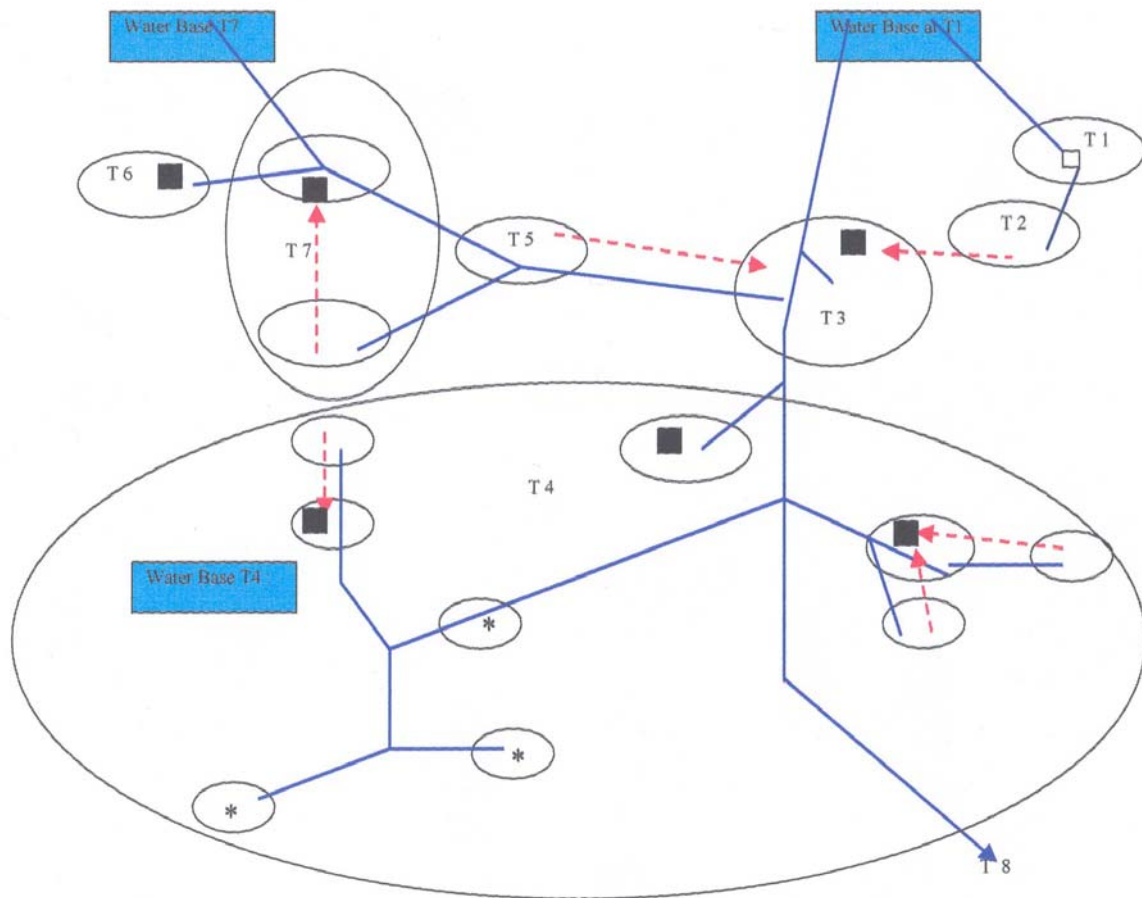 Water Base T7
Water Base at T1
T 1
T 6
T 2
T 5
T 7
T 3
T 4
*
Water Base T4
*
*
T 8